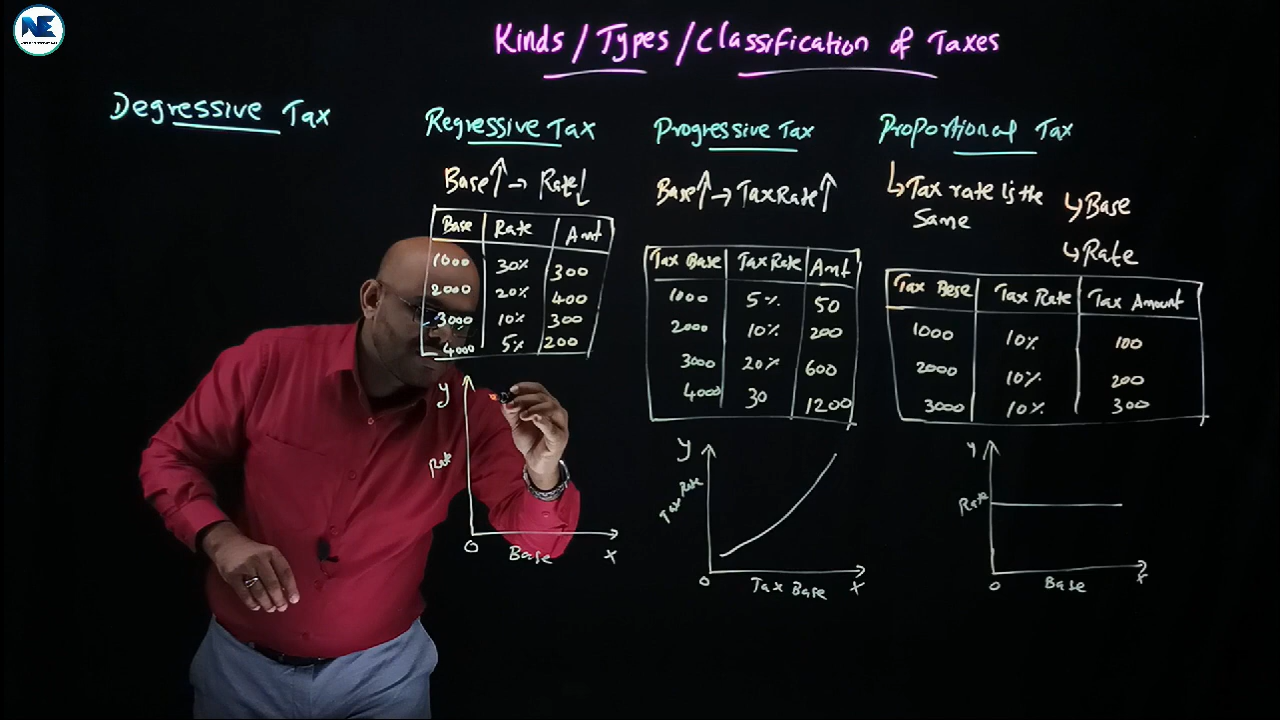 NE
Kinds / Types / Classification of Taxes
Degressive Tax
Regressive Tax
Base↑ → Rate↓
Base Rate Amt
1000 30% 300
2000 20% 400
3000 10% 300
4000 5% 200
y
Rate
0 Base x
Progressive Tax
Base↑ → Tax Rate↑
Tax Base Tax Rate Amt
1000 5% 50
2000 10% 200
3000 20% 600
4000 30 1200
y
Tax Rate
0 Tax Base x
Proportional Tax
↳ Tax rate is the
Same
↳ Base
↳ Rate
Tax Base Tax Rate Tax Amount
1000 10% 100
2000 10% 200
3000 10% 300
y
Rate
0 Base x